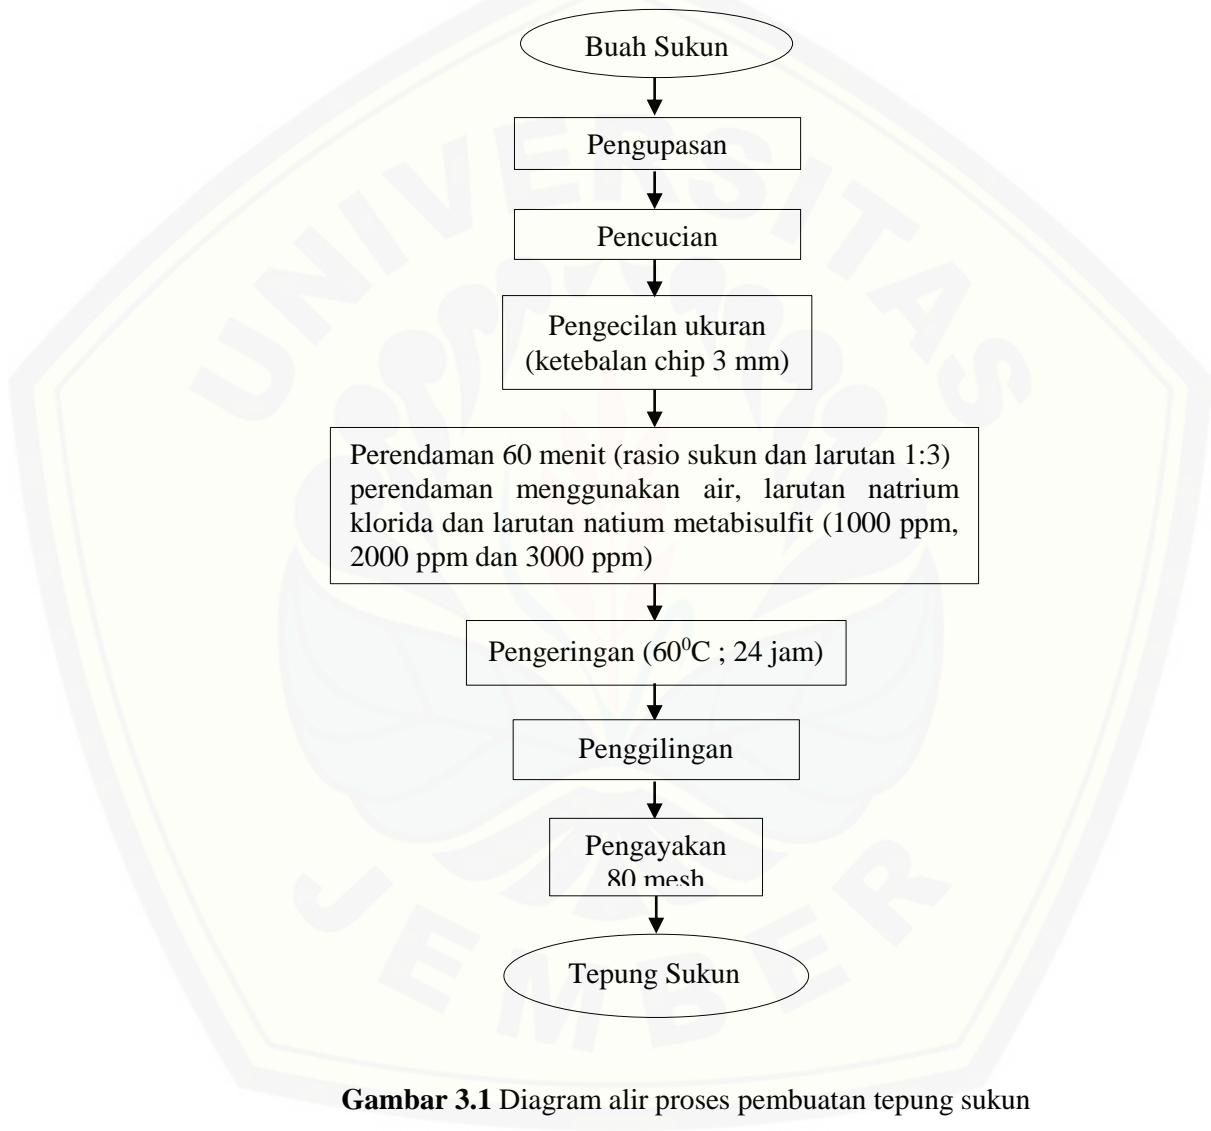 Buah Sukun
Pengupasan
Pencucian
Pengecilan ukuran
(ketebalan chip 3 mm)
Perendaman 60 menit (rasio sukun dan larutan 1:3)
perendaman menggunakan air, larutan natrium
klorida dan larutan natium metabisulfit (1000 ppm,
2000 ppm dan 3000 ppm)
Pengeringan (60⁰C ; 24 jam)
Penggilingan
Pengayakan
80 mesh
Tepung Sukun
Gambar 3.1 Diagram alir proses pembuatan tepung sukun
UNIVERSITAS
JEMBER